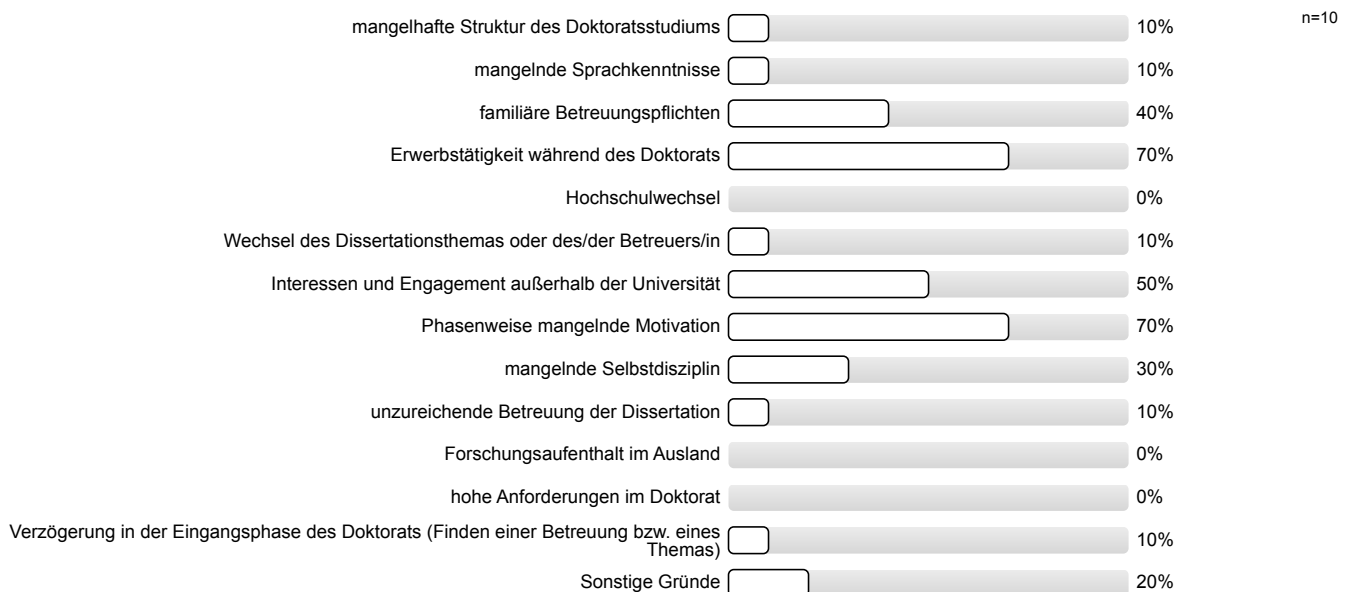 n=10
mangelhafte Struktur des Doktoratsstudiums 10%
mangelnde Sprachkenntnisse 10%
familiäre Betreuungspflichten 40%
Erwerbstätigkeit während des Doktorats 70%
Hochschulwechsel 0%
Wechsel des Dissertationsthemas oder des/der Betreuers/in 10%
Interessen und Engagement außerhalb der Universität 50%
Phasenweise mangelnde Motivation 70%
mangelnde Selbstdisziplin 30%
unzureichende Betreuung der Dissertation 10%
Forschungsaufenthalt im Ausland 0%
hohe Anforderungen im Doktorat 0%
Verzögerung in der Eingangsphase des Doktorats (Finden einer Betreuung bzw. eines
Themas) 10%
Sonstige Gründe 20%